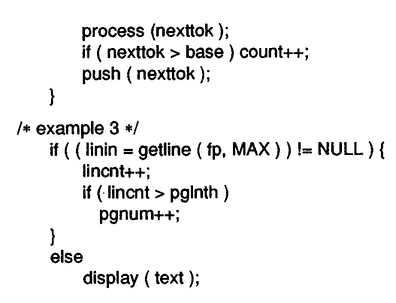 process (nexttok );
if ( nexttok > base ) count++;
push ( nexttok );
}
/* example 3 */
if ( ( linin = getline ( fp, MAX ) ) != NULL ) {
lincnt++;
if ( lincnt > pglnth )
pgnum++;
}
else
display ( text );